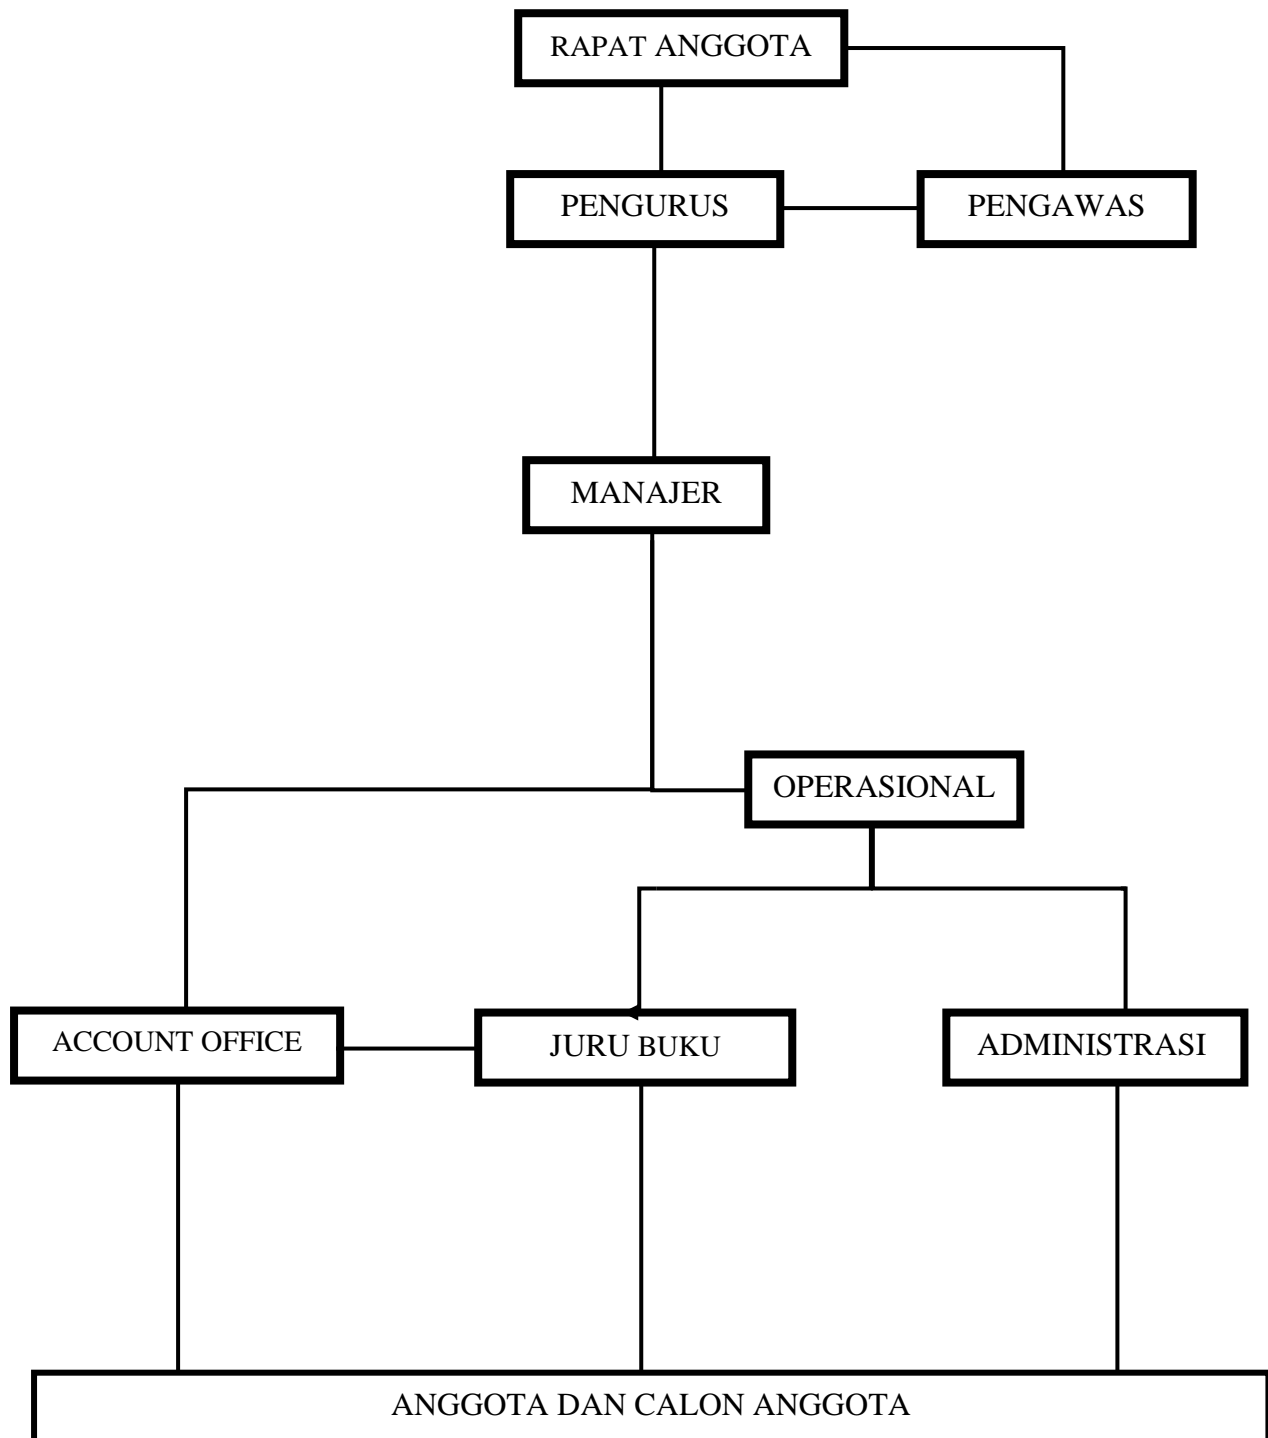 RAPAT ANGGOTA
PENGURUS
PENGAWAS
MANAJER
OPERASIONAL
ACCOUNT OFFICE
JURU BUKU
ADMINISTRASI
ANGGOTA DAN CALON ANGGOTA